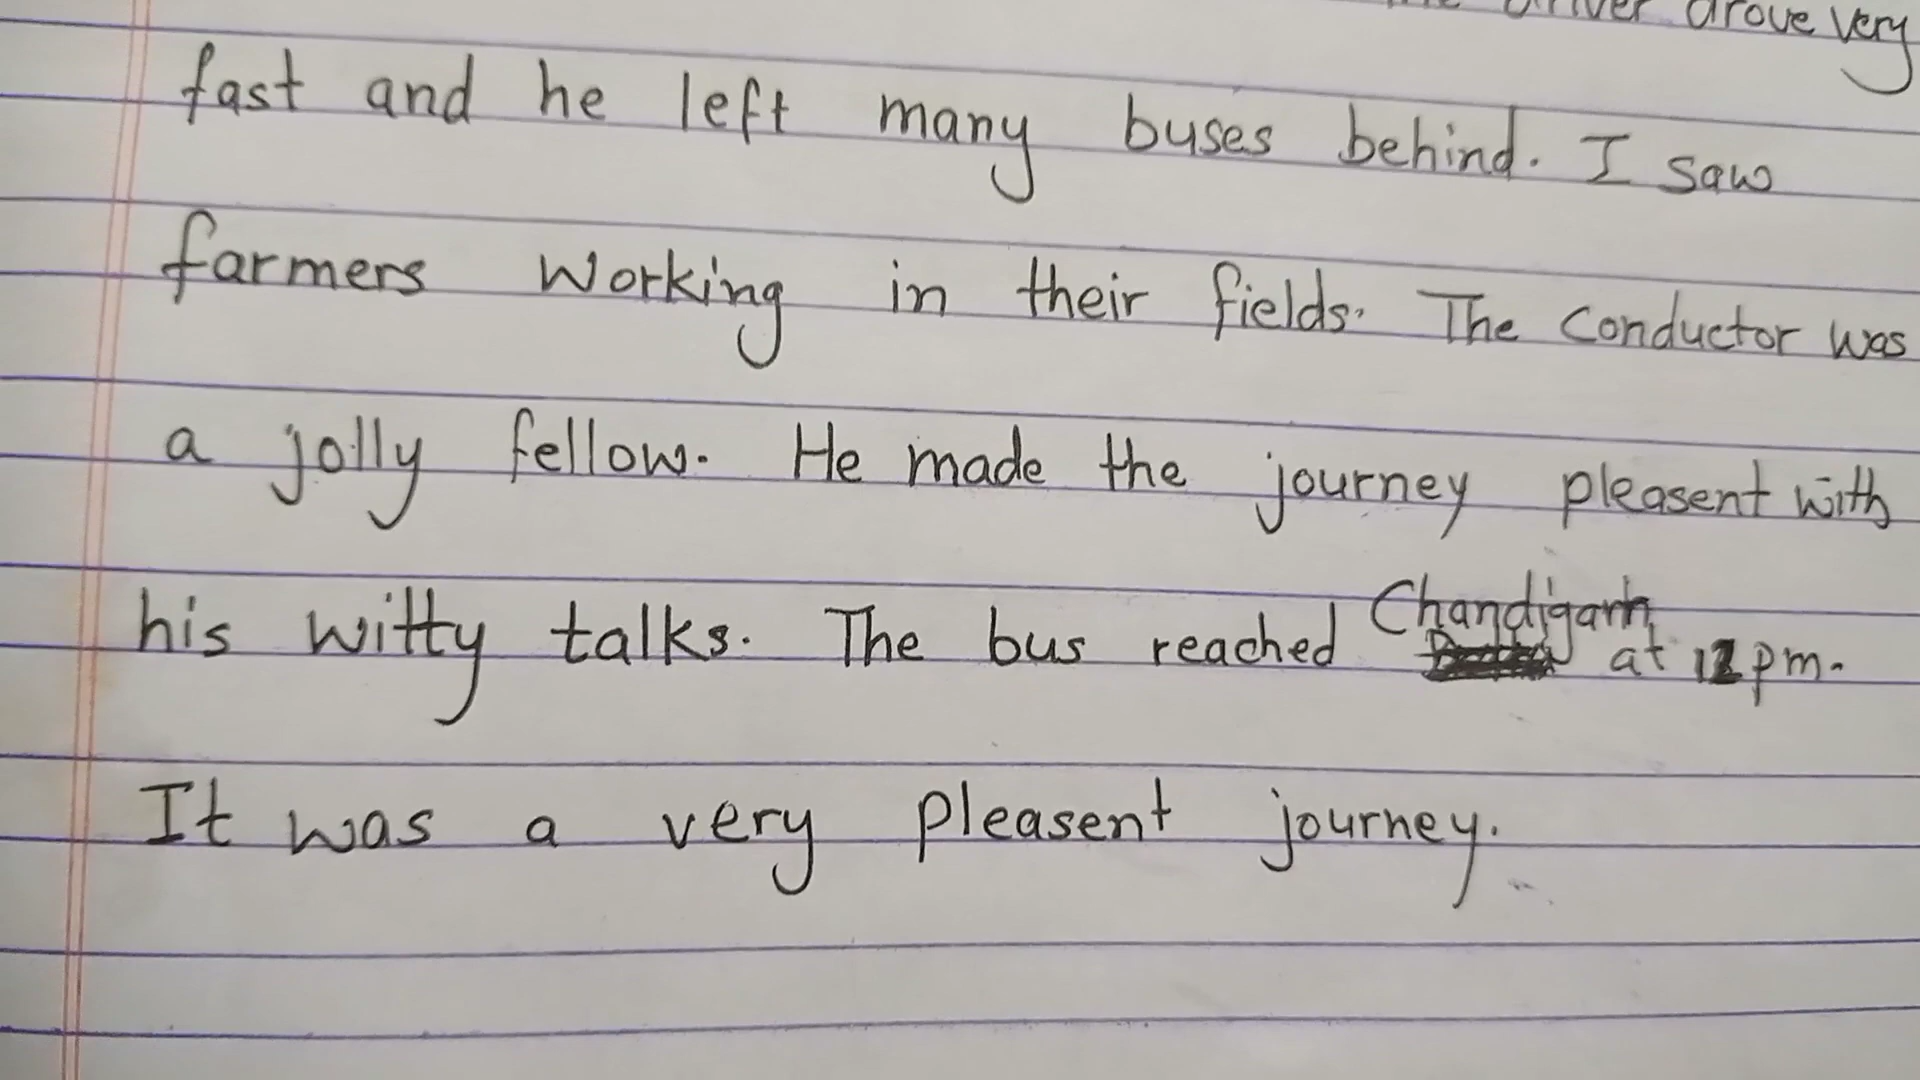 driver drove very
fast and he left many buses behind. I saw
farmers working in their fields. The Conductor was
a jolly fellow. He made the journey pleasent with
his witty talks. The bus reached Chandigarh at 12 pm.
It was a very pleasent journey.